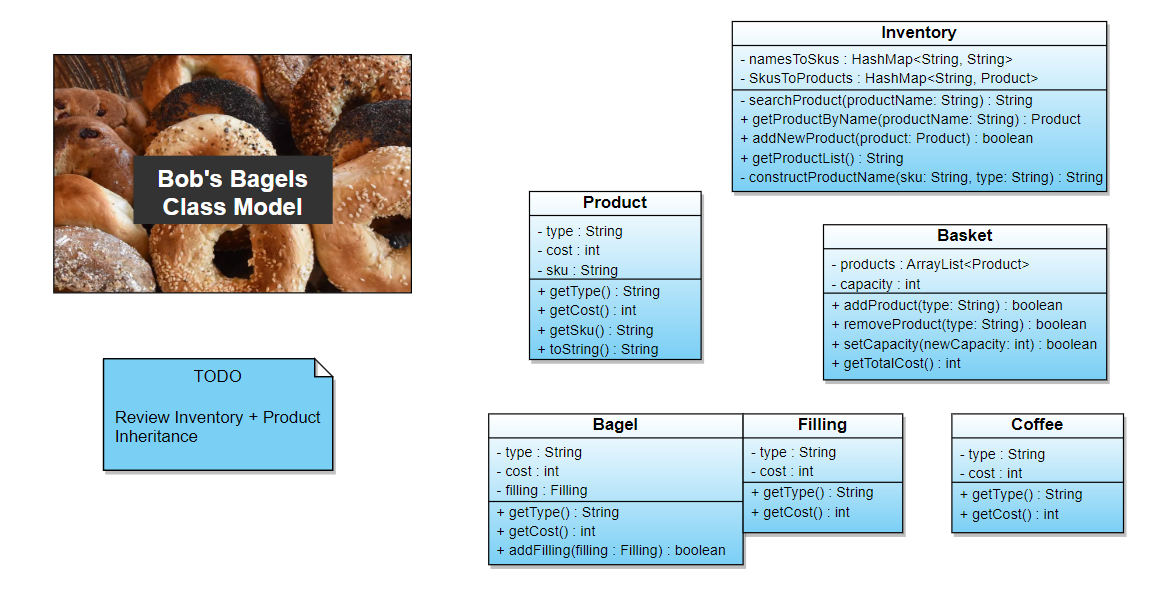 Bob's Bagels
Class Model
TODO
Review Inventory + Product
Inheritance
Inventory
- namesToSkus : HashMap<String, String>
- SkusToProducts : HashMap<String, Product>
- searchProduct(productName: String) : String
+ getProductByName(productName: String) : Product
+ addNewProduct(product: Product) : boolean
+ getProductList() : String
- constructProductName(sku: String, type: String) : String
Product
- type : String
- cost : int
- sku : String
+ getType() : String
+ getCost() : int
+ getSku() : String
+ toString() : String
Basket
- products : ArrayList<Product>
- capacity : int
+ addProduct(type: String) : boolean
+ removeProduct(type: String) : boolean
+ setCapacity(newCapacity: int) : boolean
+ getTotalCost() : int
Bagel
- type : String
- cost : int
- filling : Filling
+ getType() : String
+ getCost() : int
+ addFilling(filling : Filling) : boolean
Filling
- type : String
- cost : int
+ getType() : String
+ getCost() : int
Coffee
- type : String
- cost : int
+ getType() : String
+ getCost() : int